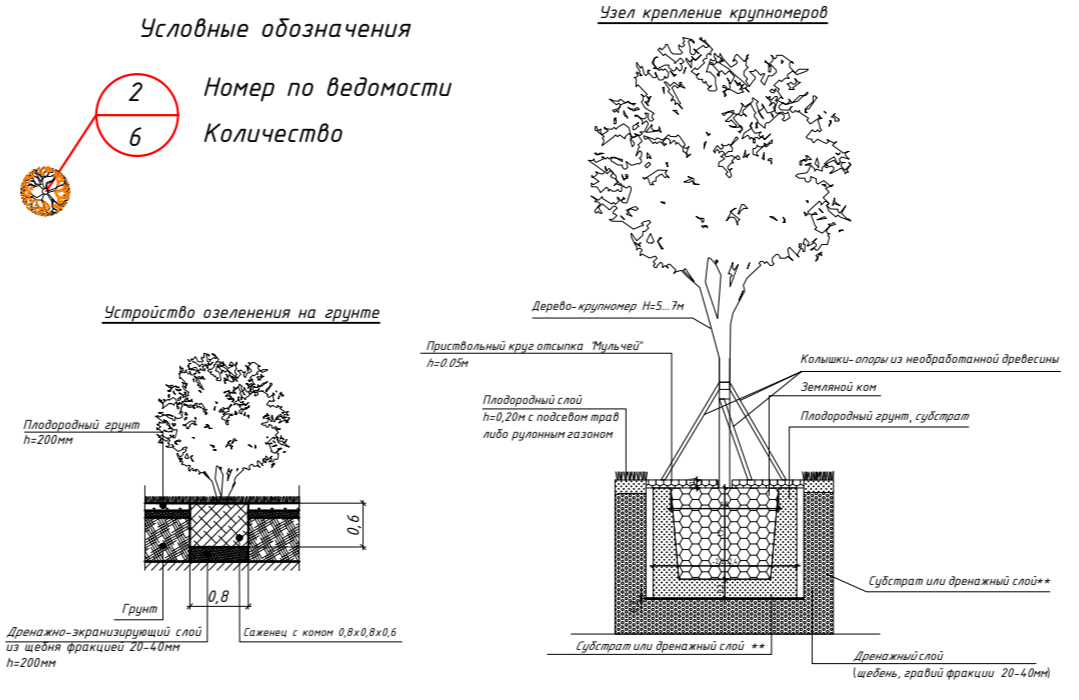 Условные обозначения
2
6
Номер по ведомости
Количество
Устройство озеленения на грунте
Плодородный грунт
h=200мм
0,6
0,8
Грунт
Дренажно-экранизирующий слой
из щебня фракцией 20-40мм
h=200мм
Саженец с комом 0,8х0,8х0,6
Узел крепление крупномеров
Дерево-крупномер Н=5...7м
Приствольный круг отсыпка "Мульчей"
h=0.05м
Плодородный слой
h=0,20м с подсевом трав
либо рулонным газоном
Колышки-опоры из необработанной древесины
Земляной ком
Плодородный грунт, субстрат
Субстрат или дренажный слой**
Субстрат или дренажный слой **
Дренажный слой
(щебень, гравий фракции 20-40мм)